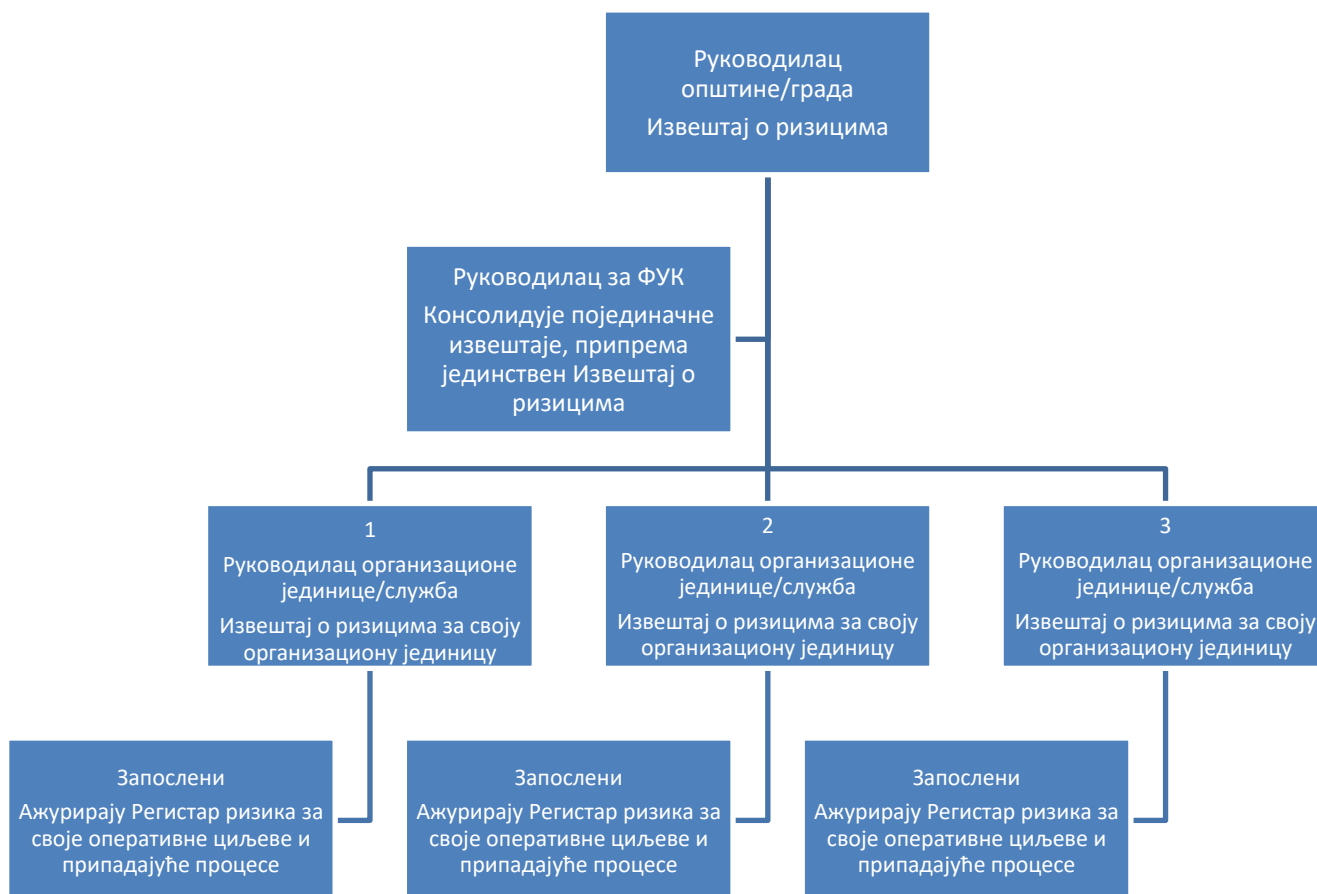 Руководилац
општине/града
Извештај о ризицима
Руководилац за ФУК
Консолидује појединачне
извештаје, припрема
јединствен Извештај о
ризицима
1
Руководилац организационе
јединице/служба
Извештај о ризицима за своју
организациону јединицу
2
Руководилац организационе
јединице/служба
Извештај о ризицима за своју
организациону јединицу
3
Руководилац организационе
јединице/служба
Извештај о ризицима за своју
организациону јединицу
Запослени
Ажурирају Регистар ризика за
своје оперативне циљеве и
припадајуће процесе
Запослени
Ажурирају Регистар ризика за
своје оперативне циљеве и
припадајуће процесе
Запослени
Ажурирају Регистар ризика за
своје оперативне циљеве и
припадајуће процесе